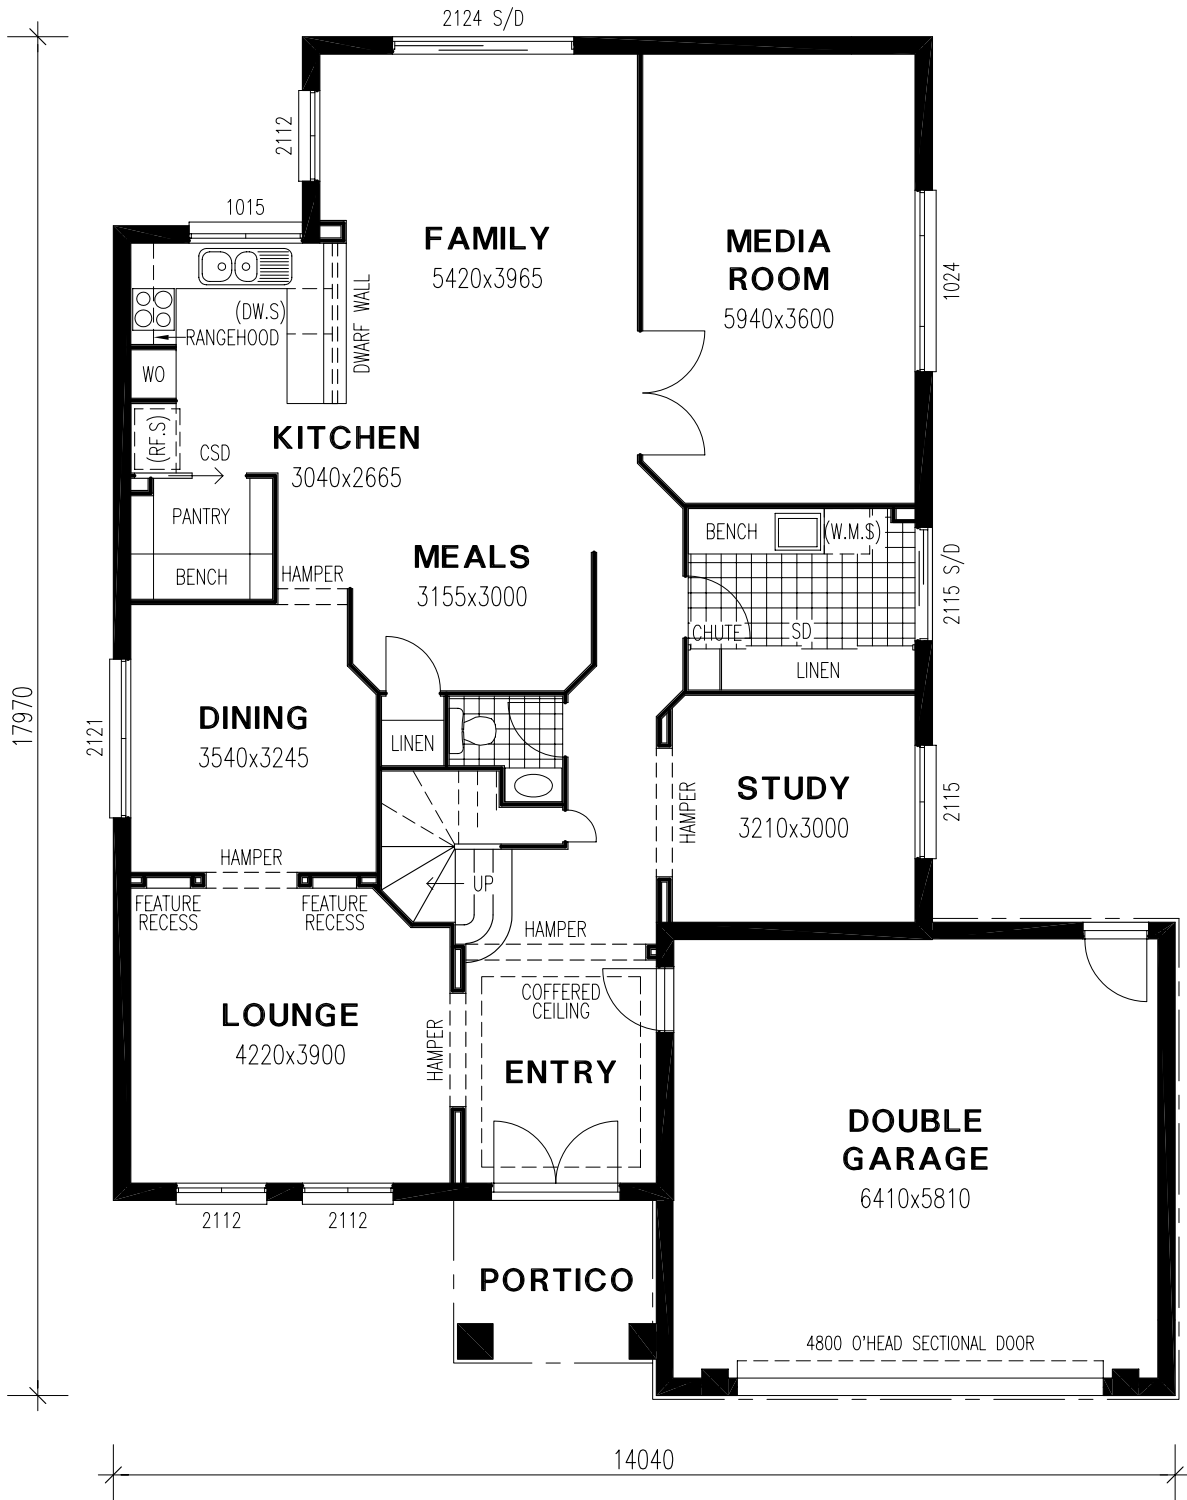 2124 S/D
2112
1015
FAMILY
5420x3965
MEDIA
ROOM
5940x3600
1024
(DW.S)
RANGEHOOD
DWARF WALL
WO
(RF.S)
CSD
KITCHEN
3040x2665
PANTRY
BENCH
HAMPER
MEALS
3155x3000
BENCH
(W.M.S)
2115 S/D
CHUTE
SD
LINEN
17970
2121
DINING
3540x3245
LINEN
STUDY
3210x3000
2115
HAMPER
HAMPER
FEATURE
RECESS
FEATURE
RECESS
UP
HAMPER
COFFERED
CEILING
LOUNGE
4220x3900
HAMPER
ENTRY
DOUBLE
GARAGE
6410x5810
2112
2112
PORTICO
4800 O'HEAD SECTIONAL DOOR
14040